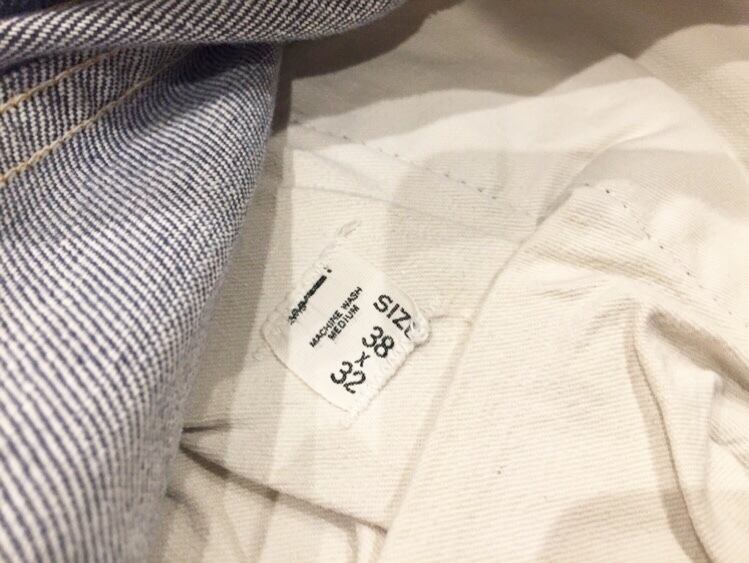 SIZE
38
x
32
MACHINE WASH
MEDIUM